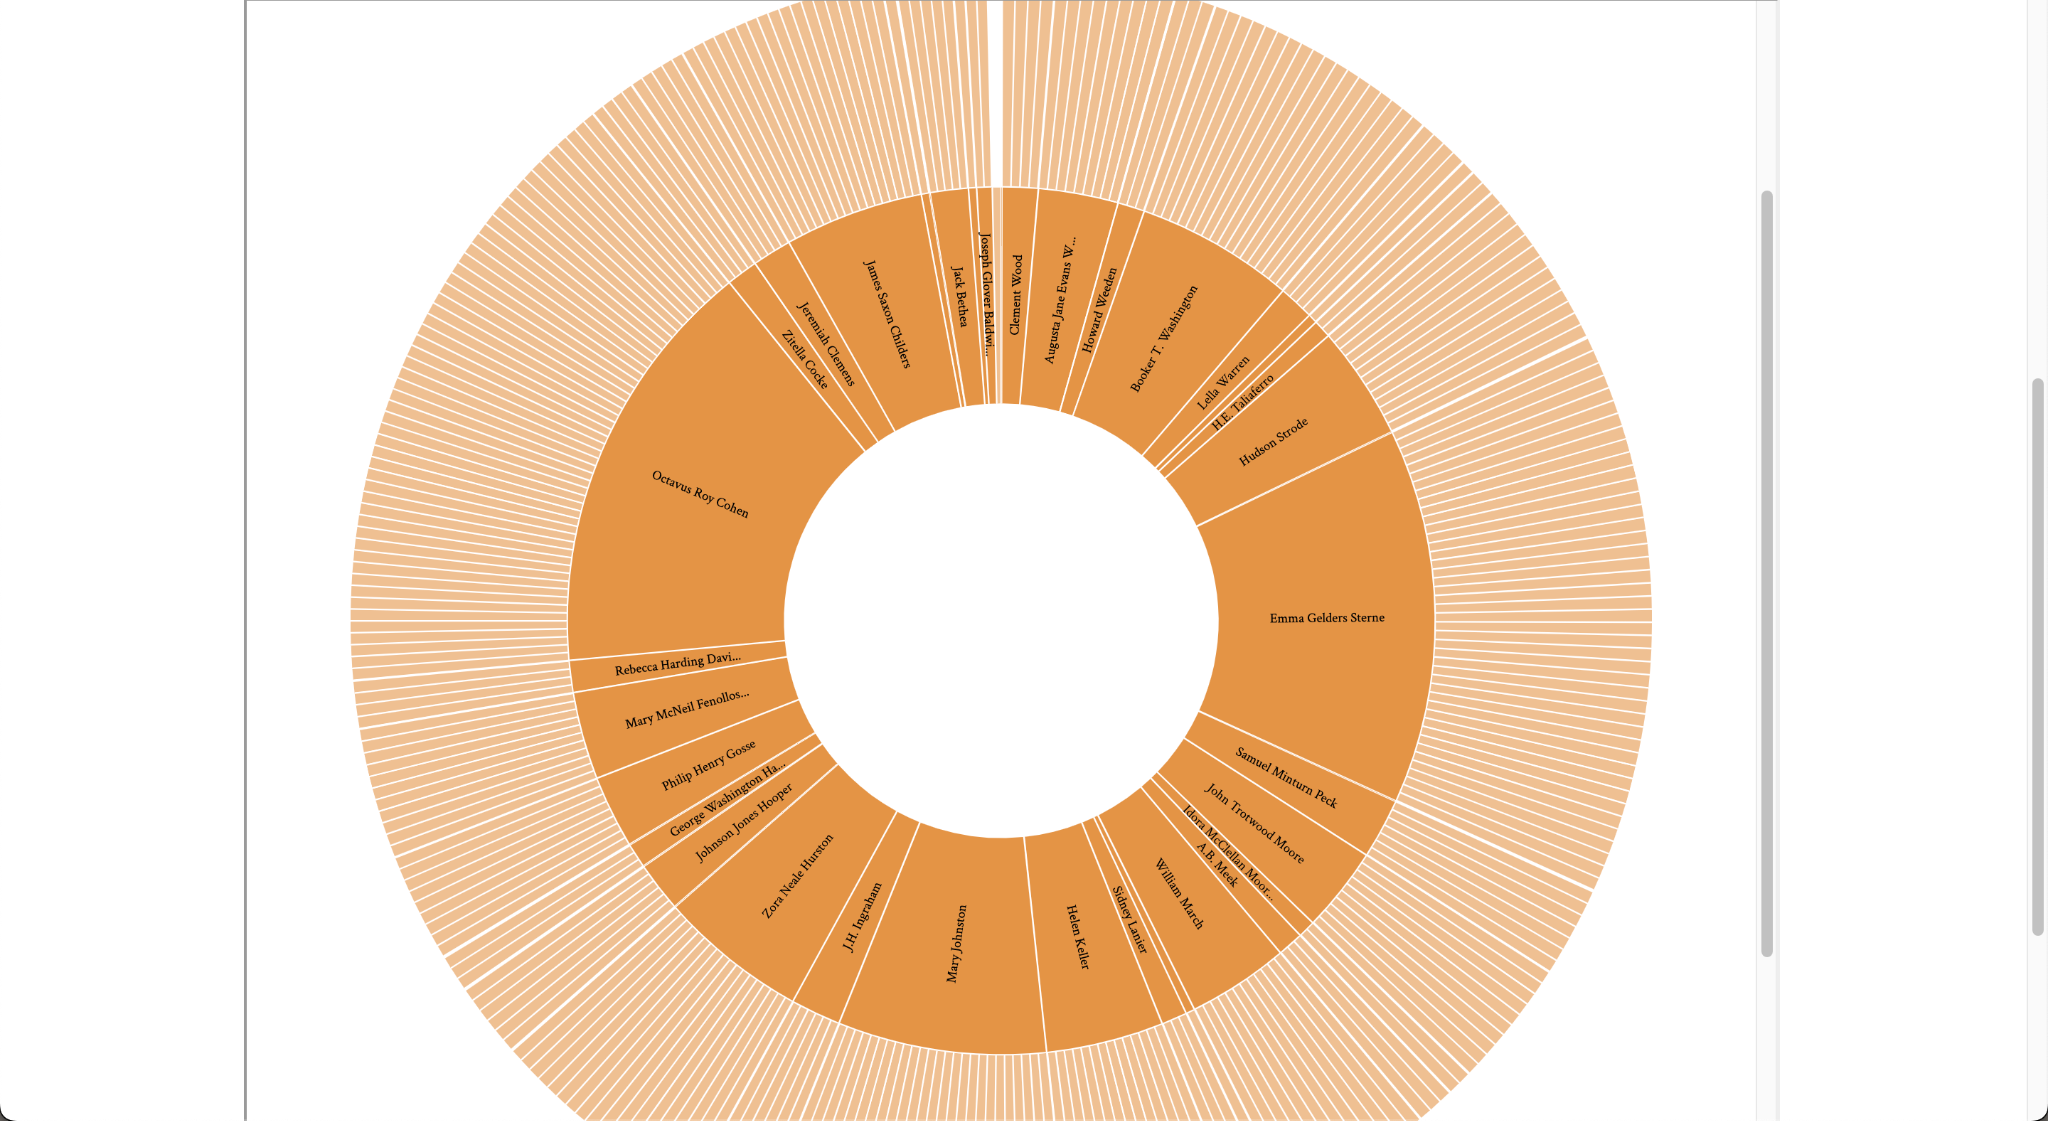 Clement Wood
Augusta Jane Evans W...
Howard Weeden
Booker T. Washington
Lella Warren
H.E. Taliaferro
Hudson Strode
Emma Gelders Sterne
Samuel Minturn Peck
John Trotwood Moore
Idora McClellan Moor...
A.B. Meek
William March
Sidney Lanier
Helen Keller
Mary Johnston
J.H. Ingraham
Zora Neale Hurston
Johnson Jones Hooper
George Washington Ha...
Philip Henry Gosse
Mary McNeil Fenollos...
Rebecca Harding Davi...
Octavus Roy Cohen
Zitella Cocke
Jeremiah Clemens
James Saxon Childers
Jack Bethea
Joseph Glover Baldwi...